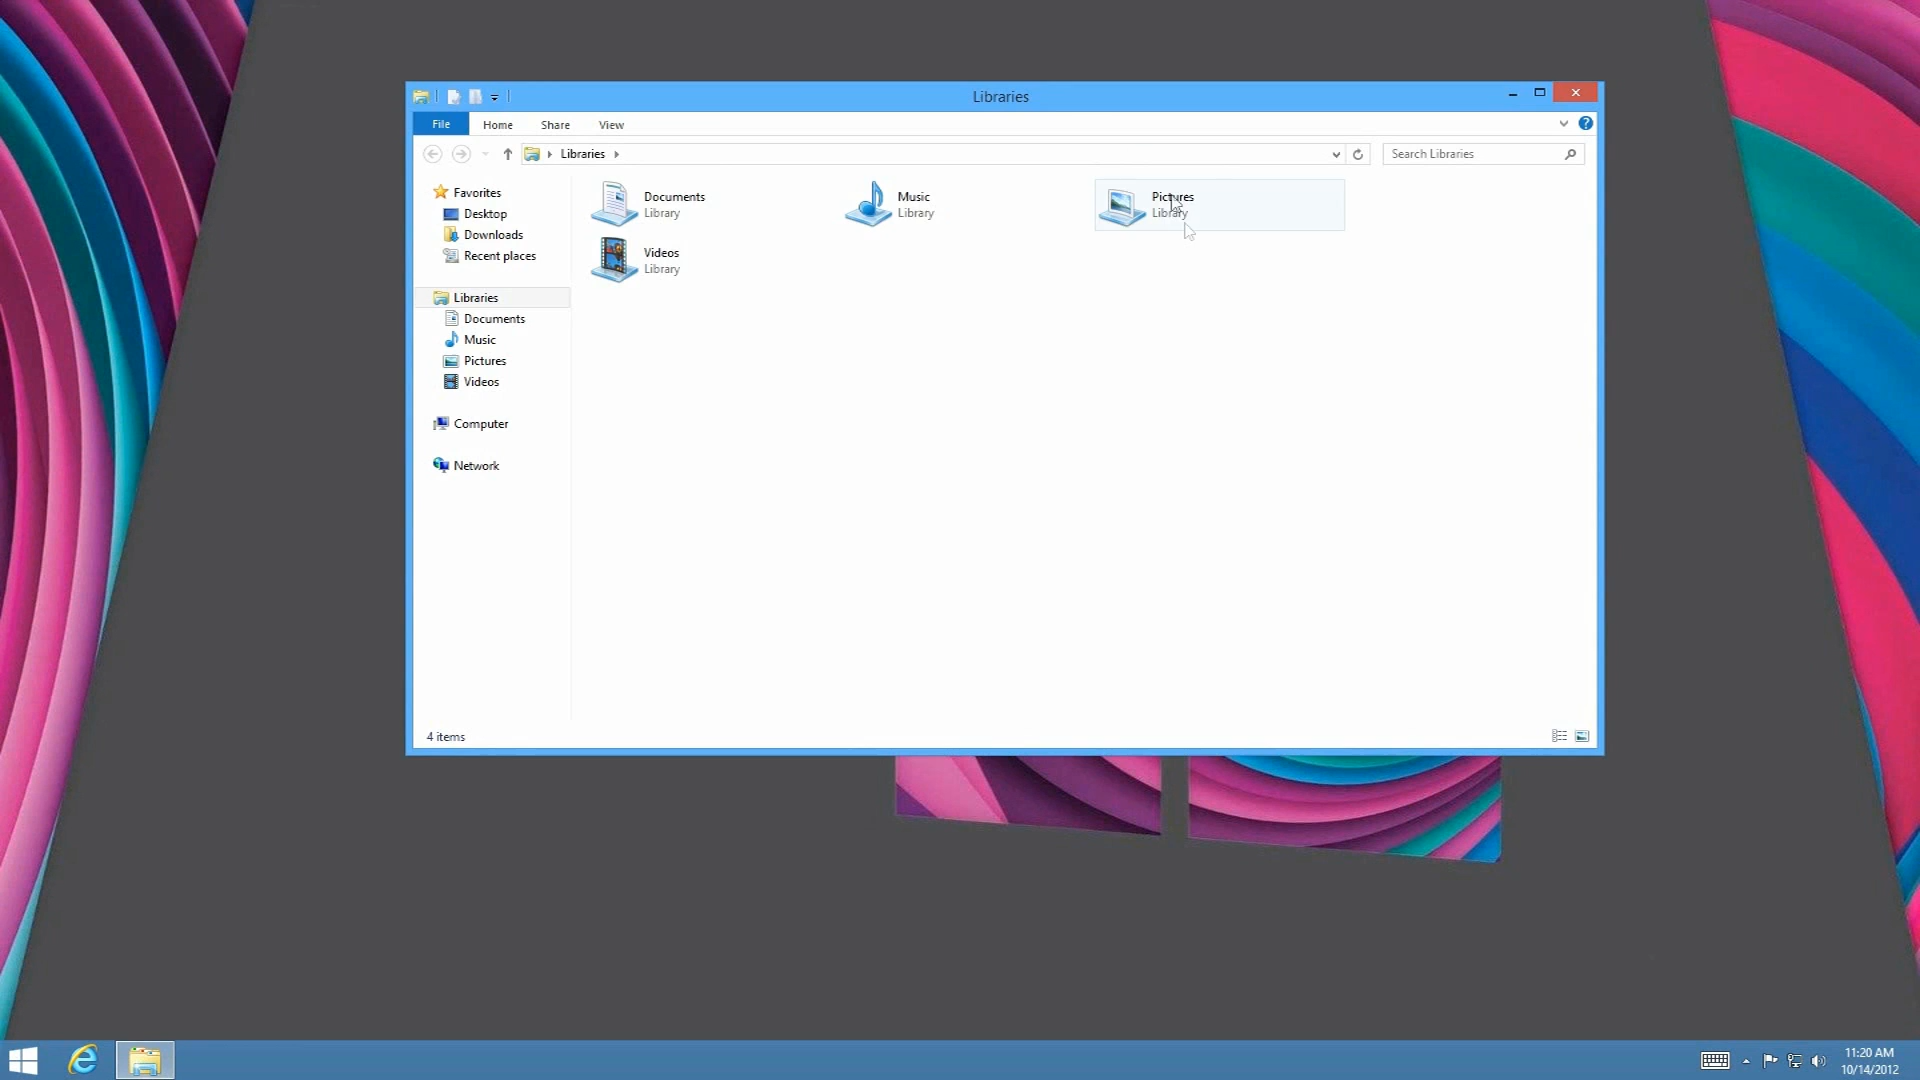 Libraries
File Home Share View
Libraries
Search Libraries
Favorites
Desktop
Downloads
Recent places
Libraries
Documents
Music
Pictures
Videos
Computer
Network
Documents
Library
Music
Library
Pictures
Library
Videos
Library
4 items
11:20 AM
10/14/2012